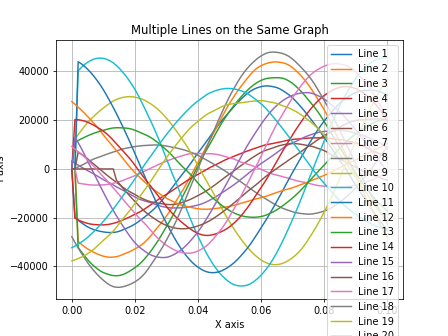 Multiple Lines on the Same Graph
40000
20000
0
−20000
−40000
0.00
0.02
0.04
0.06
X axis
Line 1
Line 2
Line 3
Line 4
Line 5
Line 6
Line 7
Line 8
Line 9
Line 10
Line 11
Line 12
Line 13
Line 14
Line 15
Line 16
Line 17
Line 18
Line 19
Line 20